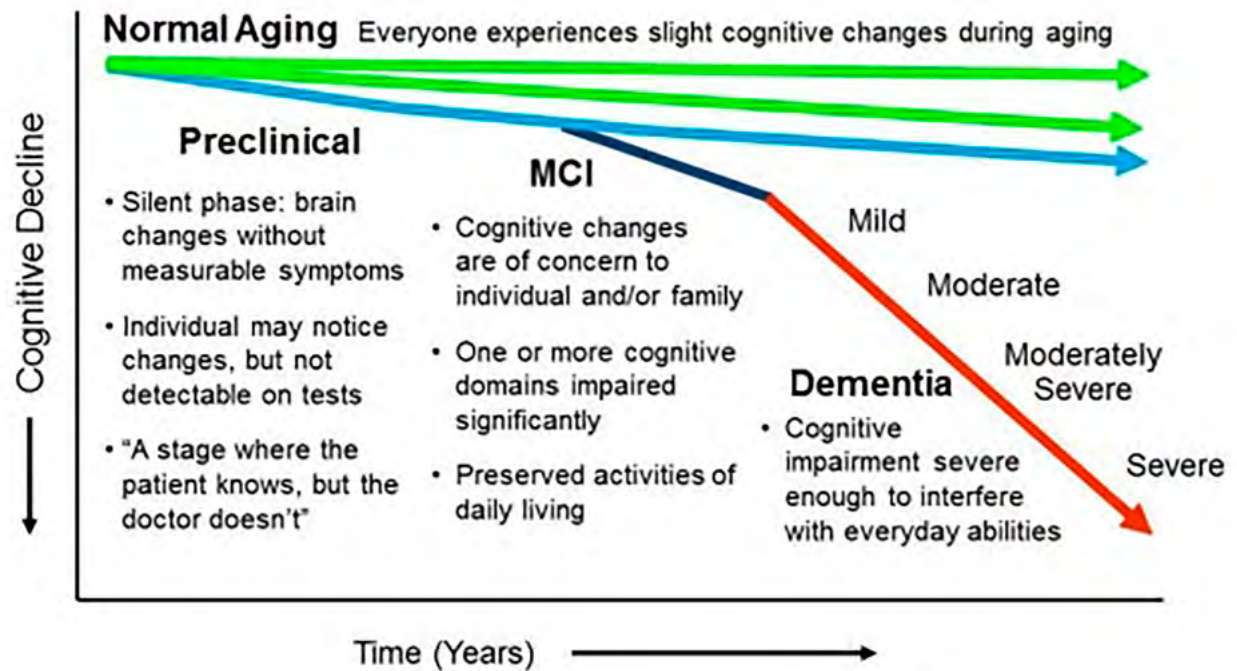 Normal Aging Everyone experiences slight cognitive changes during aging
Cognitive Decline
Preclinical
• Silent phase: brain
changes without
measurable symptoms
• Individual may notice
changes, but not
detectable on tests
• “A stage where the
patient knows, but the
doctor doesn’t”
MCI
• Cognitive changes
are of concern to
individual and/or family
• One or more cognitive
domains impaired
significantly
• Preserved activities of
daily living
Mild
Moderate
Moderately
Severe
Severe
Dementia
• Cognitive
impairment severe
enough to interfere
with everyday abilities
Time (Years)